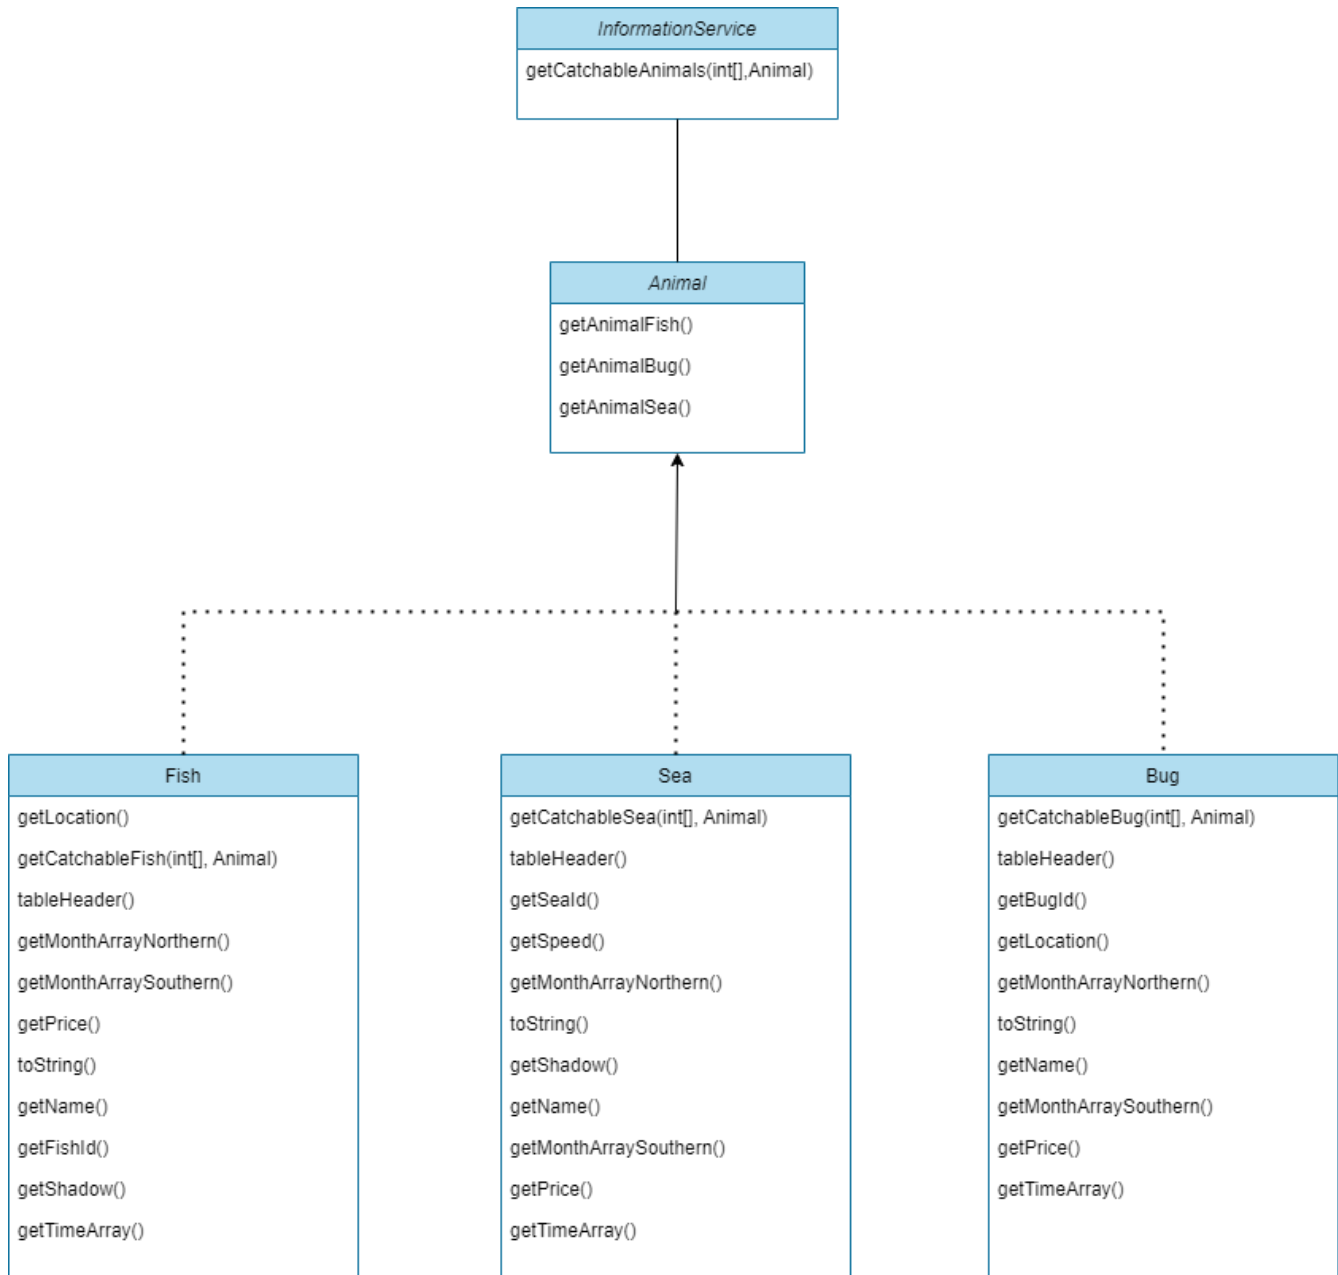 InformationService
getCatchableAnimals(int[],Animal)
Animal
getAnimalFish()
getAnimalBug()
getAnimalSea()
Fish
getLocation()
getCatchableFish(int[], Animal)
tableHeader()
getMonthArrayNorthern()
getMonthArraySouthern()
getPrice()
toString()
getName()
getFishId()
getShadow()
getTimeArray()
Sea
getCatchableSea(int[], Animal)
tableHeader()
getSeaId()
getSpeed()
getMonthArrayNorthern()
toString()
getShadow()
getName()
getMonthArraySouthern()
getPrice()
getTimeArray()
Bug
getCatchableBug(int[], Animal)
tableHeader()
getBugId()
getLocation()
getMonthArrayNorthern()
toString()
getName()
getMonthArraySouthern()
getPrice()
getTimeArray()